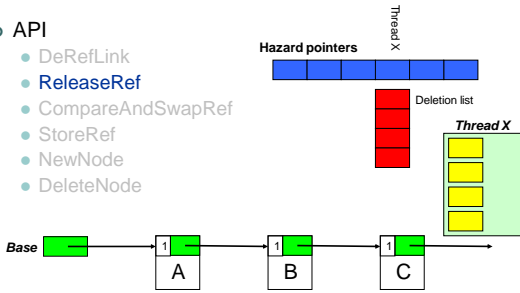 API
DeRefLink
ReleaseRef
CompareAndSwapRef
StoreRef
NewNode
DeleteNode
Thread X
Hazard pointers
Deletion list
Thread X
Base
1
1
1
A
B
C